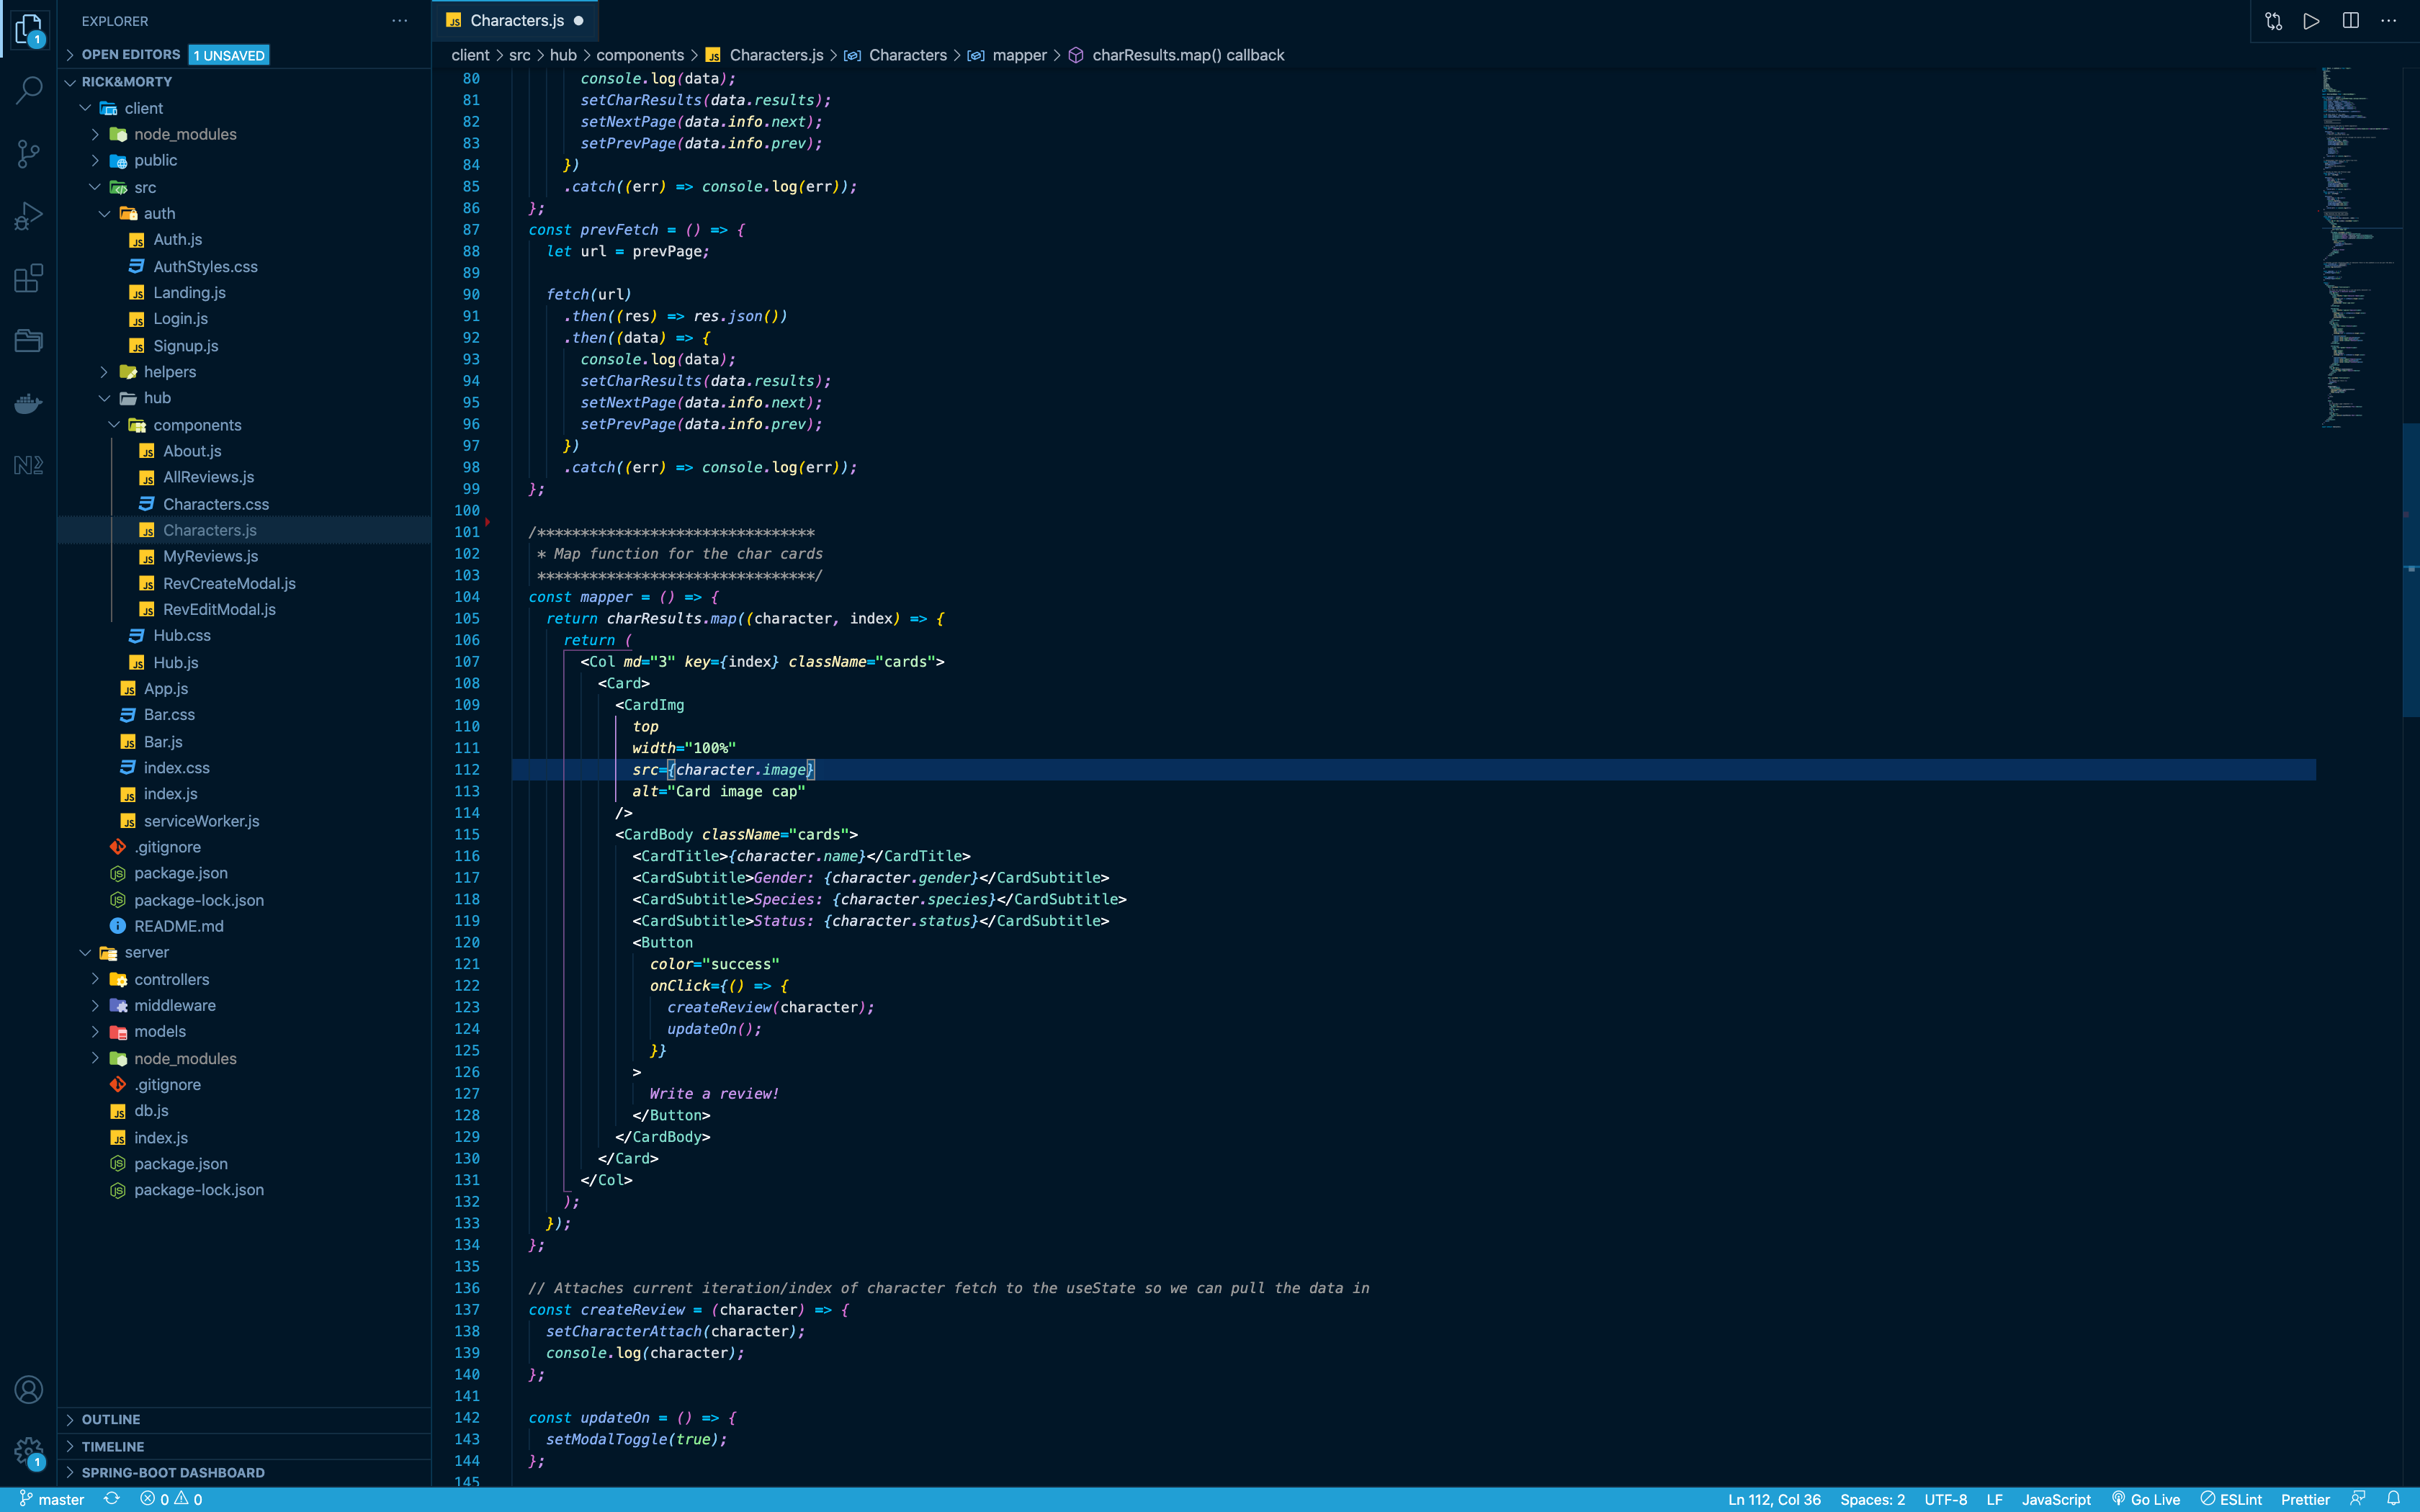 EXPLORER
OPEN EDITORS 1 UNSAVED
RICK&MORTY
client
node_modules
public
src
auth
Auth.js
AuthStyles.css
Landing.js
Login.js
Signup.js
helpers
hub
components
About.js
AllReviews.js
Characters.css
Characters.js
MyReviews.js
RevCreateModal.js
RevEditModal.js
Hub.css
Hub.js
App.js
Bar.css
Bar.js
index.css
index.js
serviceWorker.js
.gitignore
package.json
package-lock.json
README.md
server
controllers
middleware
models
node_modules
.gitignore
db.js
index.js
package.json
package-lock.json
OUTLINE
TIMELINE
SPRING-BOOT DASHBOARD
1
1
JS Characters.js ●
client > src > hub > components > JS Characters.js > Characters > mapper > charResults.map() callback
80 console.log(data);
81 setCharResults(data.results);
82 setNextPage(data.info.next);
83 setPrevPage(data.info.prev);
84 })
85 .catch((err) => console.log(err));
86 };
87 const prevFetch = () => {
88 let url = prevPage;
89
90 fetch(url)
91 .then((res) => res.json())
92 .then((data) => {
93 console.log(data);
94 setCharResults(data.results);
95 setNextPage(data.info.next);
96 setPrevPage(data.info.prev);
97 })
98 .catch((err) => console.log(err));
99 };
100
101 /********************************
102 * Map function for the char cards
103 ********************************/
104 const mapper = () => {
105 return charResults.map((character, index) => {
106 return (
107 <Col md="3" key={index} className="cards">
108 <Card>
109 <CardImg
110 top
111 width="100%"
112 src={character.image}
113 alt="Card image cap"
114 />
115 <CardBody className="cards">
116 <CardTitle>{character.name}</CardTitle>
117 <CardSubtitle>Gender: {character.gender}</CardSubtitle>
118 <CardSubtitle>Species: {character.species}</CardSubtitle>
119 <CardSubtitle>Status: {character.status}</CardSubtitle>
120 <Button
121 color="success"
122 onClick={() => {
123 createReview(character);
124 updateOn();
125 }}
126 >
127 Write a review!
128 </Button>
129 </CardBody>
130 </Card>
131 </Col>
132 );
133 });
134 };
135
136 // Attaches current iteration/index of character fetch to the useState so we can pull the data in
137 const createReview = (character) => {
138 setCharacterAttach(character);
139 console.log(character);
140 };
141
142 const updateOn = () => {
143 setModalToggle(true);
144 };
145
master 0 0 Ln 112, Col 36 Spaces: 2 UTF-8 LF JavaScript Go Live ESLint Prettier